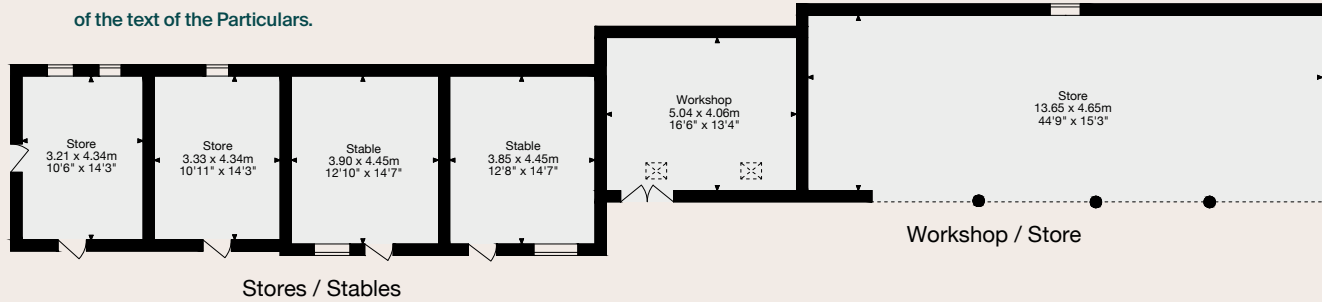 of the text of the Particulars.
Store
3.21 x 4.34m
10'6" x 14'3"
Store
3.33 x 4.34m
10'11" x 14'3"
Stable
3.90 x 4.45m
12'10" x 14'7"
Stable
3.85 x 4.45m
12'8" x 14'7"
Workshop
5.04 x 4.06m
16'6" x 13'4"
Store
13.65 x 4.65m
44'9" x 15'3"
Workshop / Store
Stores / Stables